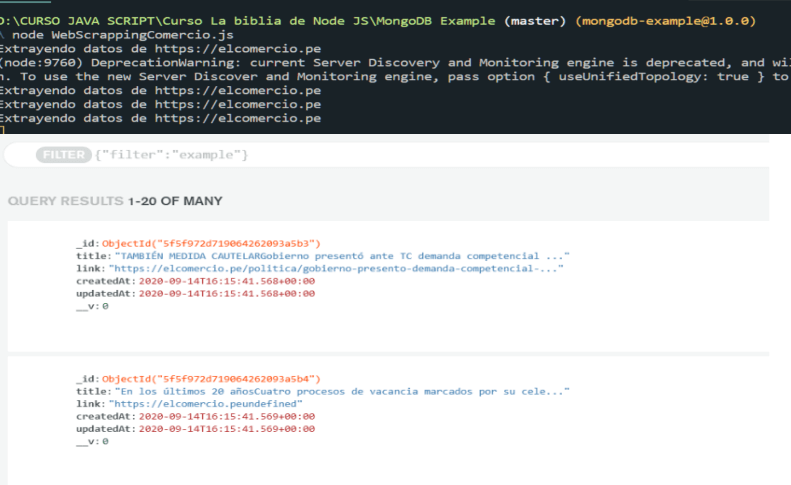 D:\CURSO JAVA SCRIPT\Curso La biblia de Node JS\MongoDB Example (master) (mongodb-example@1.0.0)
\ node WebScrappingComercio.js
Extrayendo datos de https://elcomercio.pe
(node:9760) DeprecationWarning: current Server Discovery and Monitoring engine is deprecated, and wil
n. To use the new Server Discover and Monitoring engine, pass option { useUnifiedTopology: true } to
Extrayendo datos de https://elcomercio.pe
Extrayendo datos de https://elcomercio.pe
Extrayendo datos de https://elcomercio.pe
FILTER {"filter":"example"}
QUERY RESULTS 1-20 OF MANY
_id: ObjectId("5f5f972d719064262093a5b3")
title: "TAMBIÉN MEDIDA CAUTELARGobierno presentó ante TC demanda competencial ..."
link: "https://elcomercio.pe/politica/gobierno-presento-demanda-competencial-..."
createdAt: 2020-09-14T16:15:41.568+00:00
updatedAt: 2020-09-14T16:15:41.568+00:00
__v: 0
_id: ObjectId("5f5f972d719064262093a5b4")
title: "En los últimos 20 añosCuatro procesos de vacancia marcados por su cele..."
link: "https://elcomercio.peundefined"
createdAt: 2020-09-14T16:15:41.569+00:00
updatedAt: 2020-09-14T16:15:41.569+00:00
__v: 0